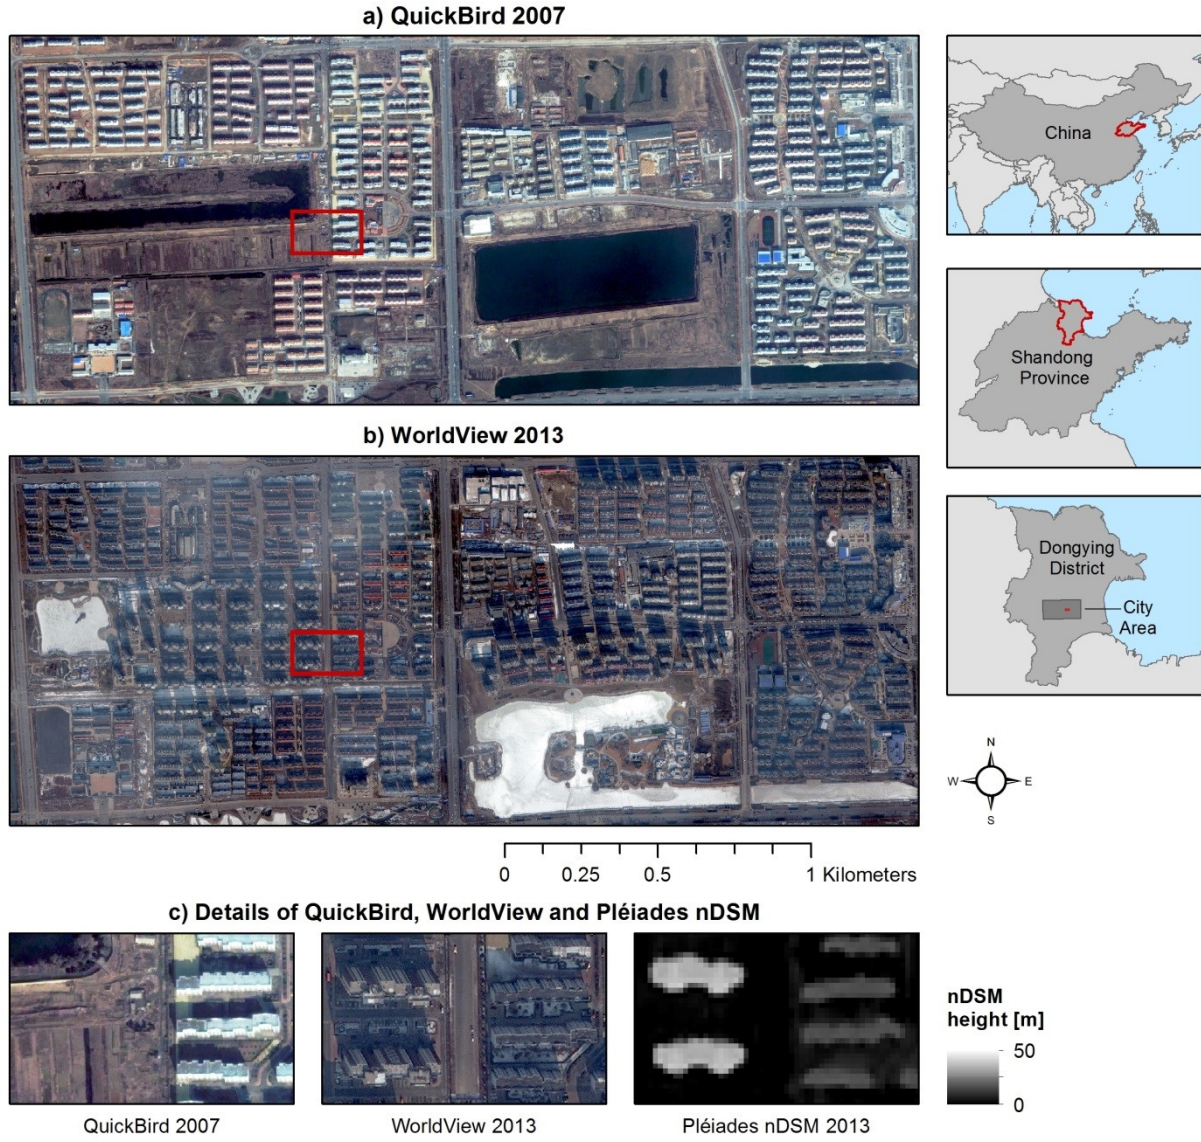 a) QuickBird 2007
China
Shandong
Province
b) WorldView 2013
Dongying
District
City
Area
N
W E
S
0 0.25 0.5 1 Kilometers
c) Details of QuickBird, WorldView and Pléiades nDSM
nDSM
height [m]
50
0
QuickBird 2007 WorldView 2013 Pléiades nDSM 2013